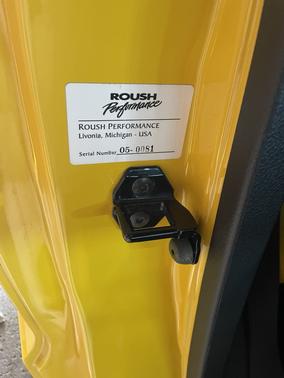 ROUSH
Performance
ROUSH PERFORMANCE
Livonia, Michigan - USA
Serial Number 05-0081